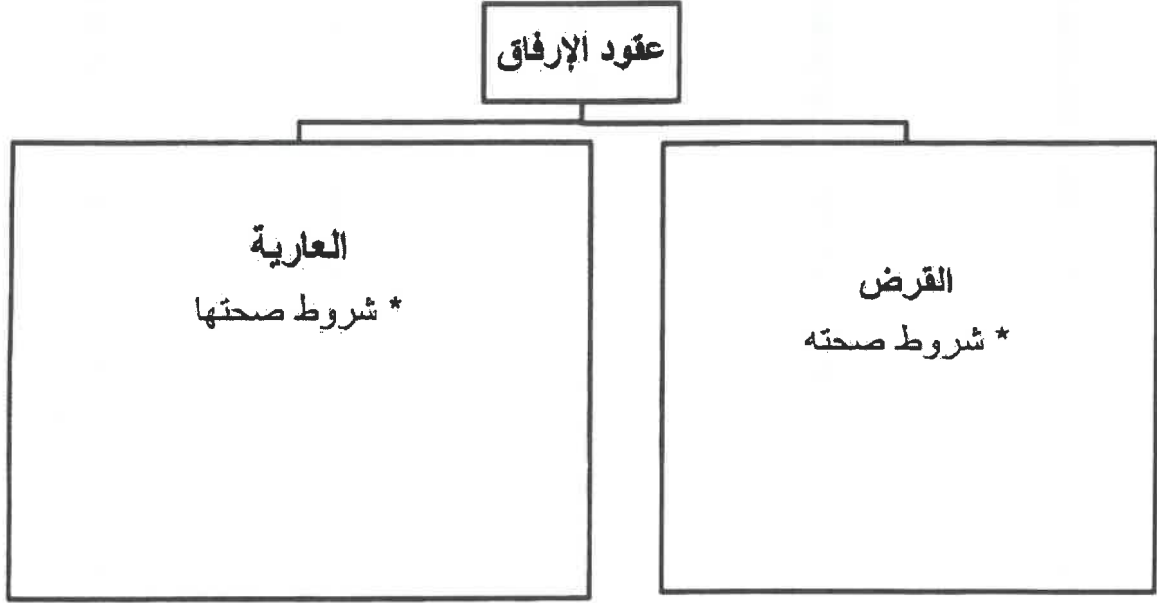 عقود الإرفاق
القرض
* شروط صحته
العارية
* شروط صحتها